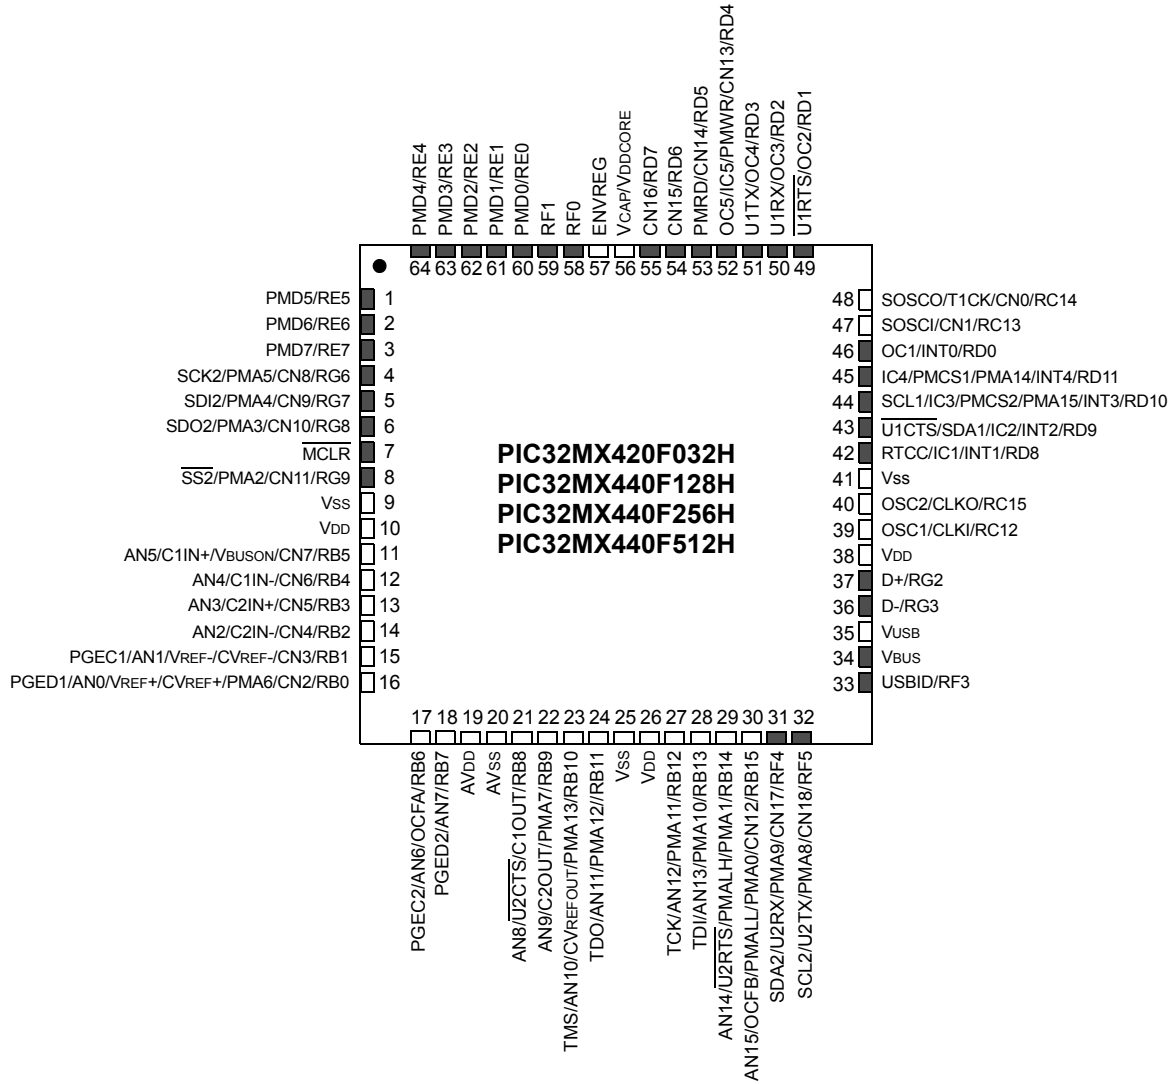 PMD4/RE4
PMD3/RE3
PMD2/RE2
PMD1/RE1
PMD0/RE0
RF1
RF0
ENVREG
VCAP/VDDCORE
CN16/RD7
CN15/RD6
PMRD/CN14/RD5
OC5/IC5/PMWR/CN13/RD4
U1TX/OC4/RD3
U1RX/OC3/RD2
U1RTS/OC2/RD1
64 63 62 61 60 59 58 57 56 55 54 53 52 51 50 49
PMD5/RE5 1
PMD6/RE6 2
PMD7/RE7 3
SCK2/PMA5/CN8/RG6 4
SDI2/PMA4/CN9/RG7 5
SDO2/PMA3/CN10/RG8 6
MCLR 7
SS2/PMA2/CN11/RG9 8
VSS 9
VDD 10
AN5/C1IN+/VBUSON/CN7/RB5 11
AN4/C1IN-/CN6/RB4 12
AN3/C2IN+/CN5/RB3 13
AN2/C2IN-/CN4/RB2 14
PGEC1/AN1/VREF-/CVREF-/CN3/RB1 15
PGED1/AN0/VREF+/CVREF+/PMA6/CN2/RB0 16
PIC32MX420F032H
PIC32MX440F128H
PIC32MX440F256H
PIC32MX440F512H
48 SOSCO/T1CK/CN0/RC14
47 SOSCI/CN1/RC13
46 OC1/INT0/RD0
45 IC4/PMCS1/PMA14/INT4/RD11
44 SCL1/IC3/PMCS2/PMA15/INT3/RD10
43 U1CTS/SDA1/IC2/INT2/RD9
42 RTCC/IC1/INT1/RD8
41 Vss
40 OSC2/CLKO/RC15
39 OSC1/CLKI/RC12
38 VDD
37 D+/RG2
36 D-/RG3
35 VUSB
34 VBUS
33 USBID/RF3
17 18 19 20 21 22 23 24 25 26 27 28 29 30 31 32
PGEC2/AN6/OCFA/RB6
PGED2/AN7/RB7
AVDD
AVSS
AN8/U2CTS/C1OUT/RB8
AN9/C2OUT/PMA7/RB9
TMS/AN10/CVREFOUT/PMA13/RB10
TDO/AN11/PMA12//RB11
VSS
VDD
TCK/AN12/PMA11/RB12
TDI/AN13/PMA10/RB13
AN14/U2RTS/PMALH/PMA1/RB14
AN15/OCFB/PMALL/PMA0/CN12/RB15
SDA2/U2RX/PMA9/CN17/RF4
SCL2/U2TX/PMA8/CN18/RF5